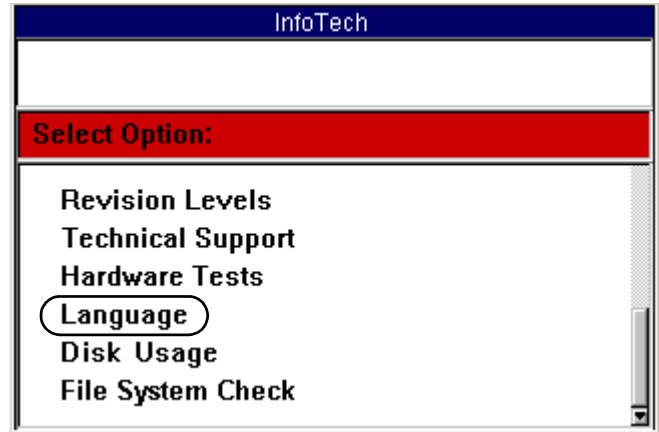 InfoTech
Select Option:
Revision Levels
Technical Support
Hardware Tests
Language
Disk Usage
File System Check